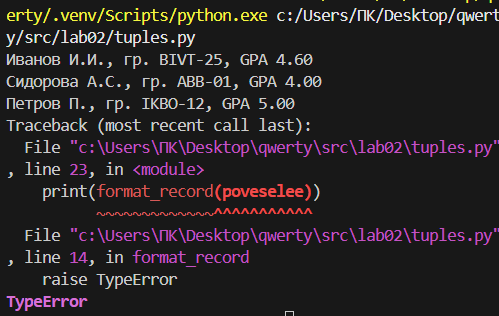 erty/.venv/Scripts/python.exe c:/Users/ПК/Desktop/qwert
y/src/lab02/tuples.py
Иванов И.И., гр. BIVT-25, GPA 4.60
Сидорова А.С., гр. ABB-01, GPA 4.00
Петров П., гр. IKBO-12, GPA 5.00
Traceback (most recent call last):
  File "c:\Users\ПК\Desktop\qwerty\src\lab02\tuples.py"
, line 23, in <module>
    print(format_record(poveselee))
          ~~~~~~~~~~~~~^^^^^^^^^^^
  File "c:\Users\ПК\Desktop\qwerty\src\lab02\tuples.py"
, line 14, in format_record
    raise TypeError
TypeError